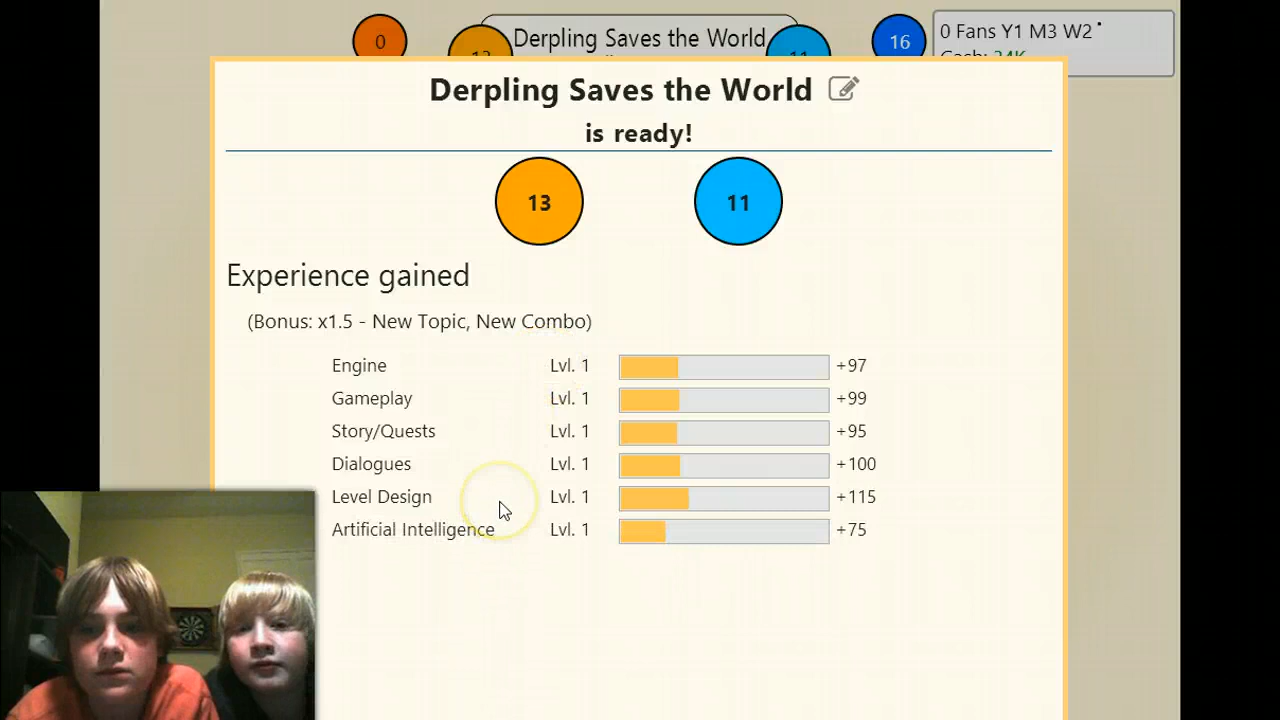 0
Derpling Saves the World
16
0 Fans Y1 M3 W2
Derpling Saves the World
is ready!
13
11
Experience gained
(Bonus: x1.5 - New Topic, New Combo)
Engine Lvl. 1 +97
Gameplay Lvl. 1 +99
Story/Quests Lvl. 1 +95
Dialogues Lvl. 1 +100
Level Design Lvl. 1 +115
Artificial Intelligence Lvl. 1 +75